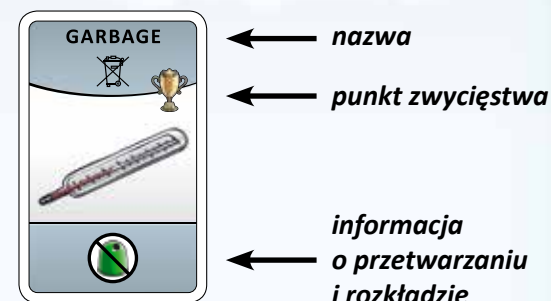 GARBAGE
nazwa
punkt zwycięstwa
informacja
o przetwarzaniu
i rozkładzie